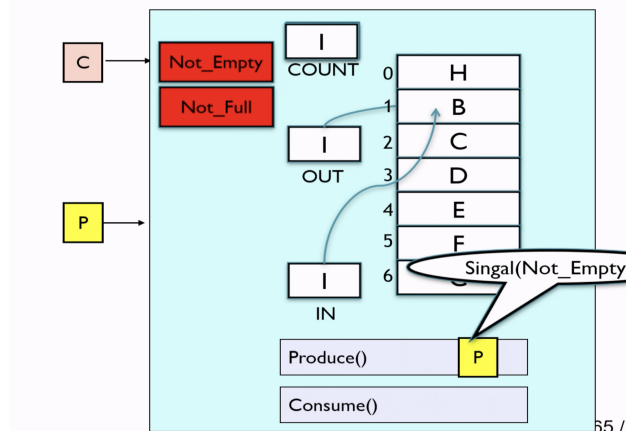 I
COUNT
C
Not_Empty
Not_Full
0 H
1 B
I
OUT
2 C
3 D
P
4 E
5 F
6
Singal(Not_Empty
I
IN
Produce() P
Consume()
65 /